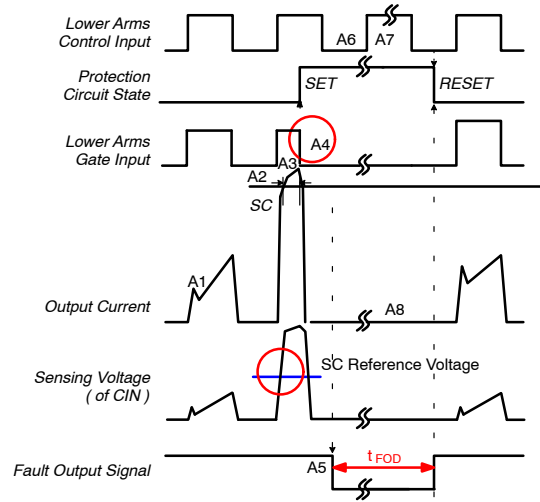 Lower Arms
Control Input
A6
A7
Protection
Circuit State
SET
RESET
Lower Arms
Gate Input
A4
A3
A2
SC
A1
Output Current
A8
SC Reference Voltage
Sensing Voltage
( of CIN )
A5
t FOD
Fault Output Signal